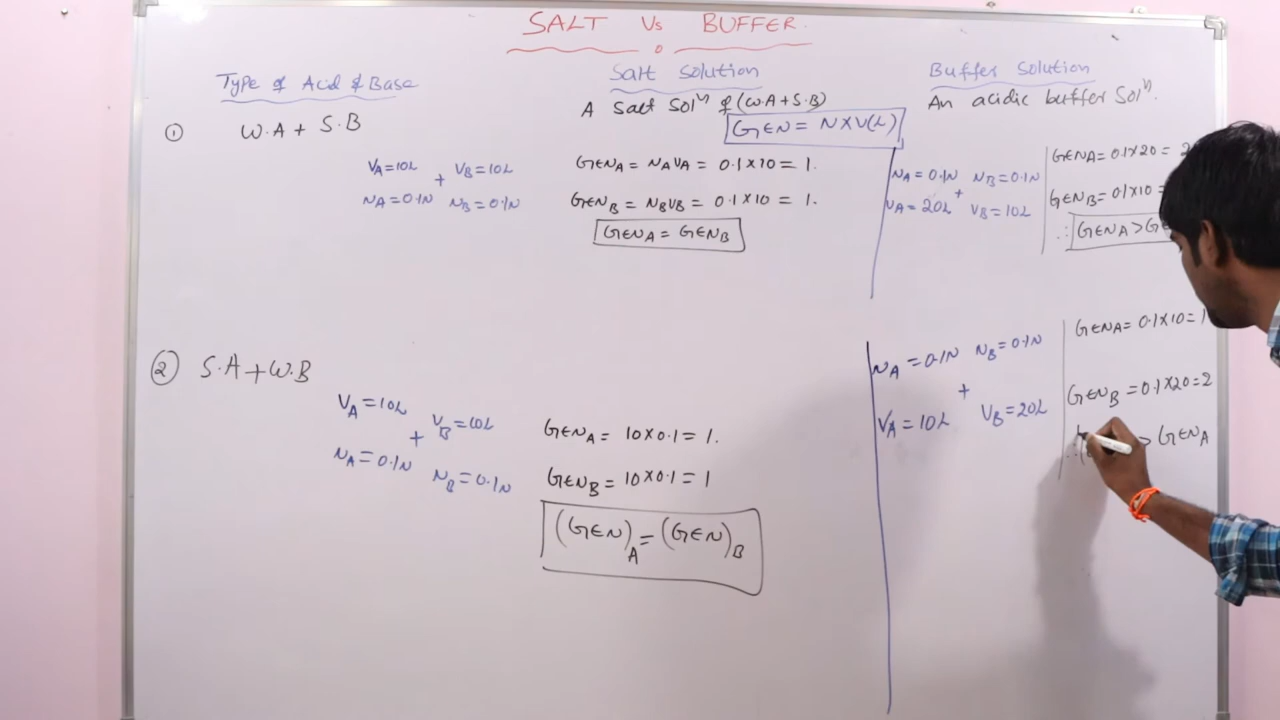 SALT Vs BUFFER.
Type of Acid & Base
Salt solution
Buffer Solution
A Salt Solⁿ of (W.A+S.B)
An acidic buffer Solⁿ.
① W.A + S.B
GEN = N×V(L)
VA=10L + VB=10L
NA=0.1N NB=0.1N
GENA = NAVA = 0.1×10 = 1.
GENB = NBVB = 0.1×10 = 1.
GENA = GENB
NA=0.1N + NB=0.1N
VA=20L VB=10L
GENA=0.1×20= 2
GENB=0.1×10=
∴ GENA>GE
② S.A+W.B
VA=10L + VB=10L
NA=0.1N NB=0.1N
GENA = 10×0.1 = 1.
GENB = 10×0.1 = 1
(GEN)A = (GEN)B
NA=0.1N + NB=0.1N
VA=10L VB=20L
GENA=0.1×10=1
GENB=0.1×20=2
> GENA